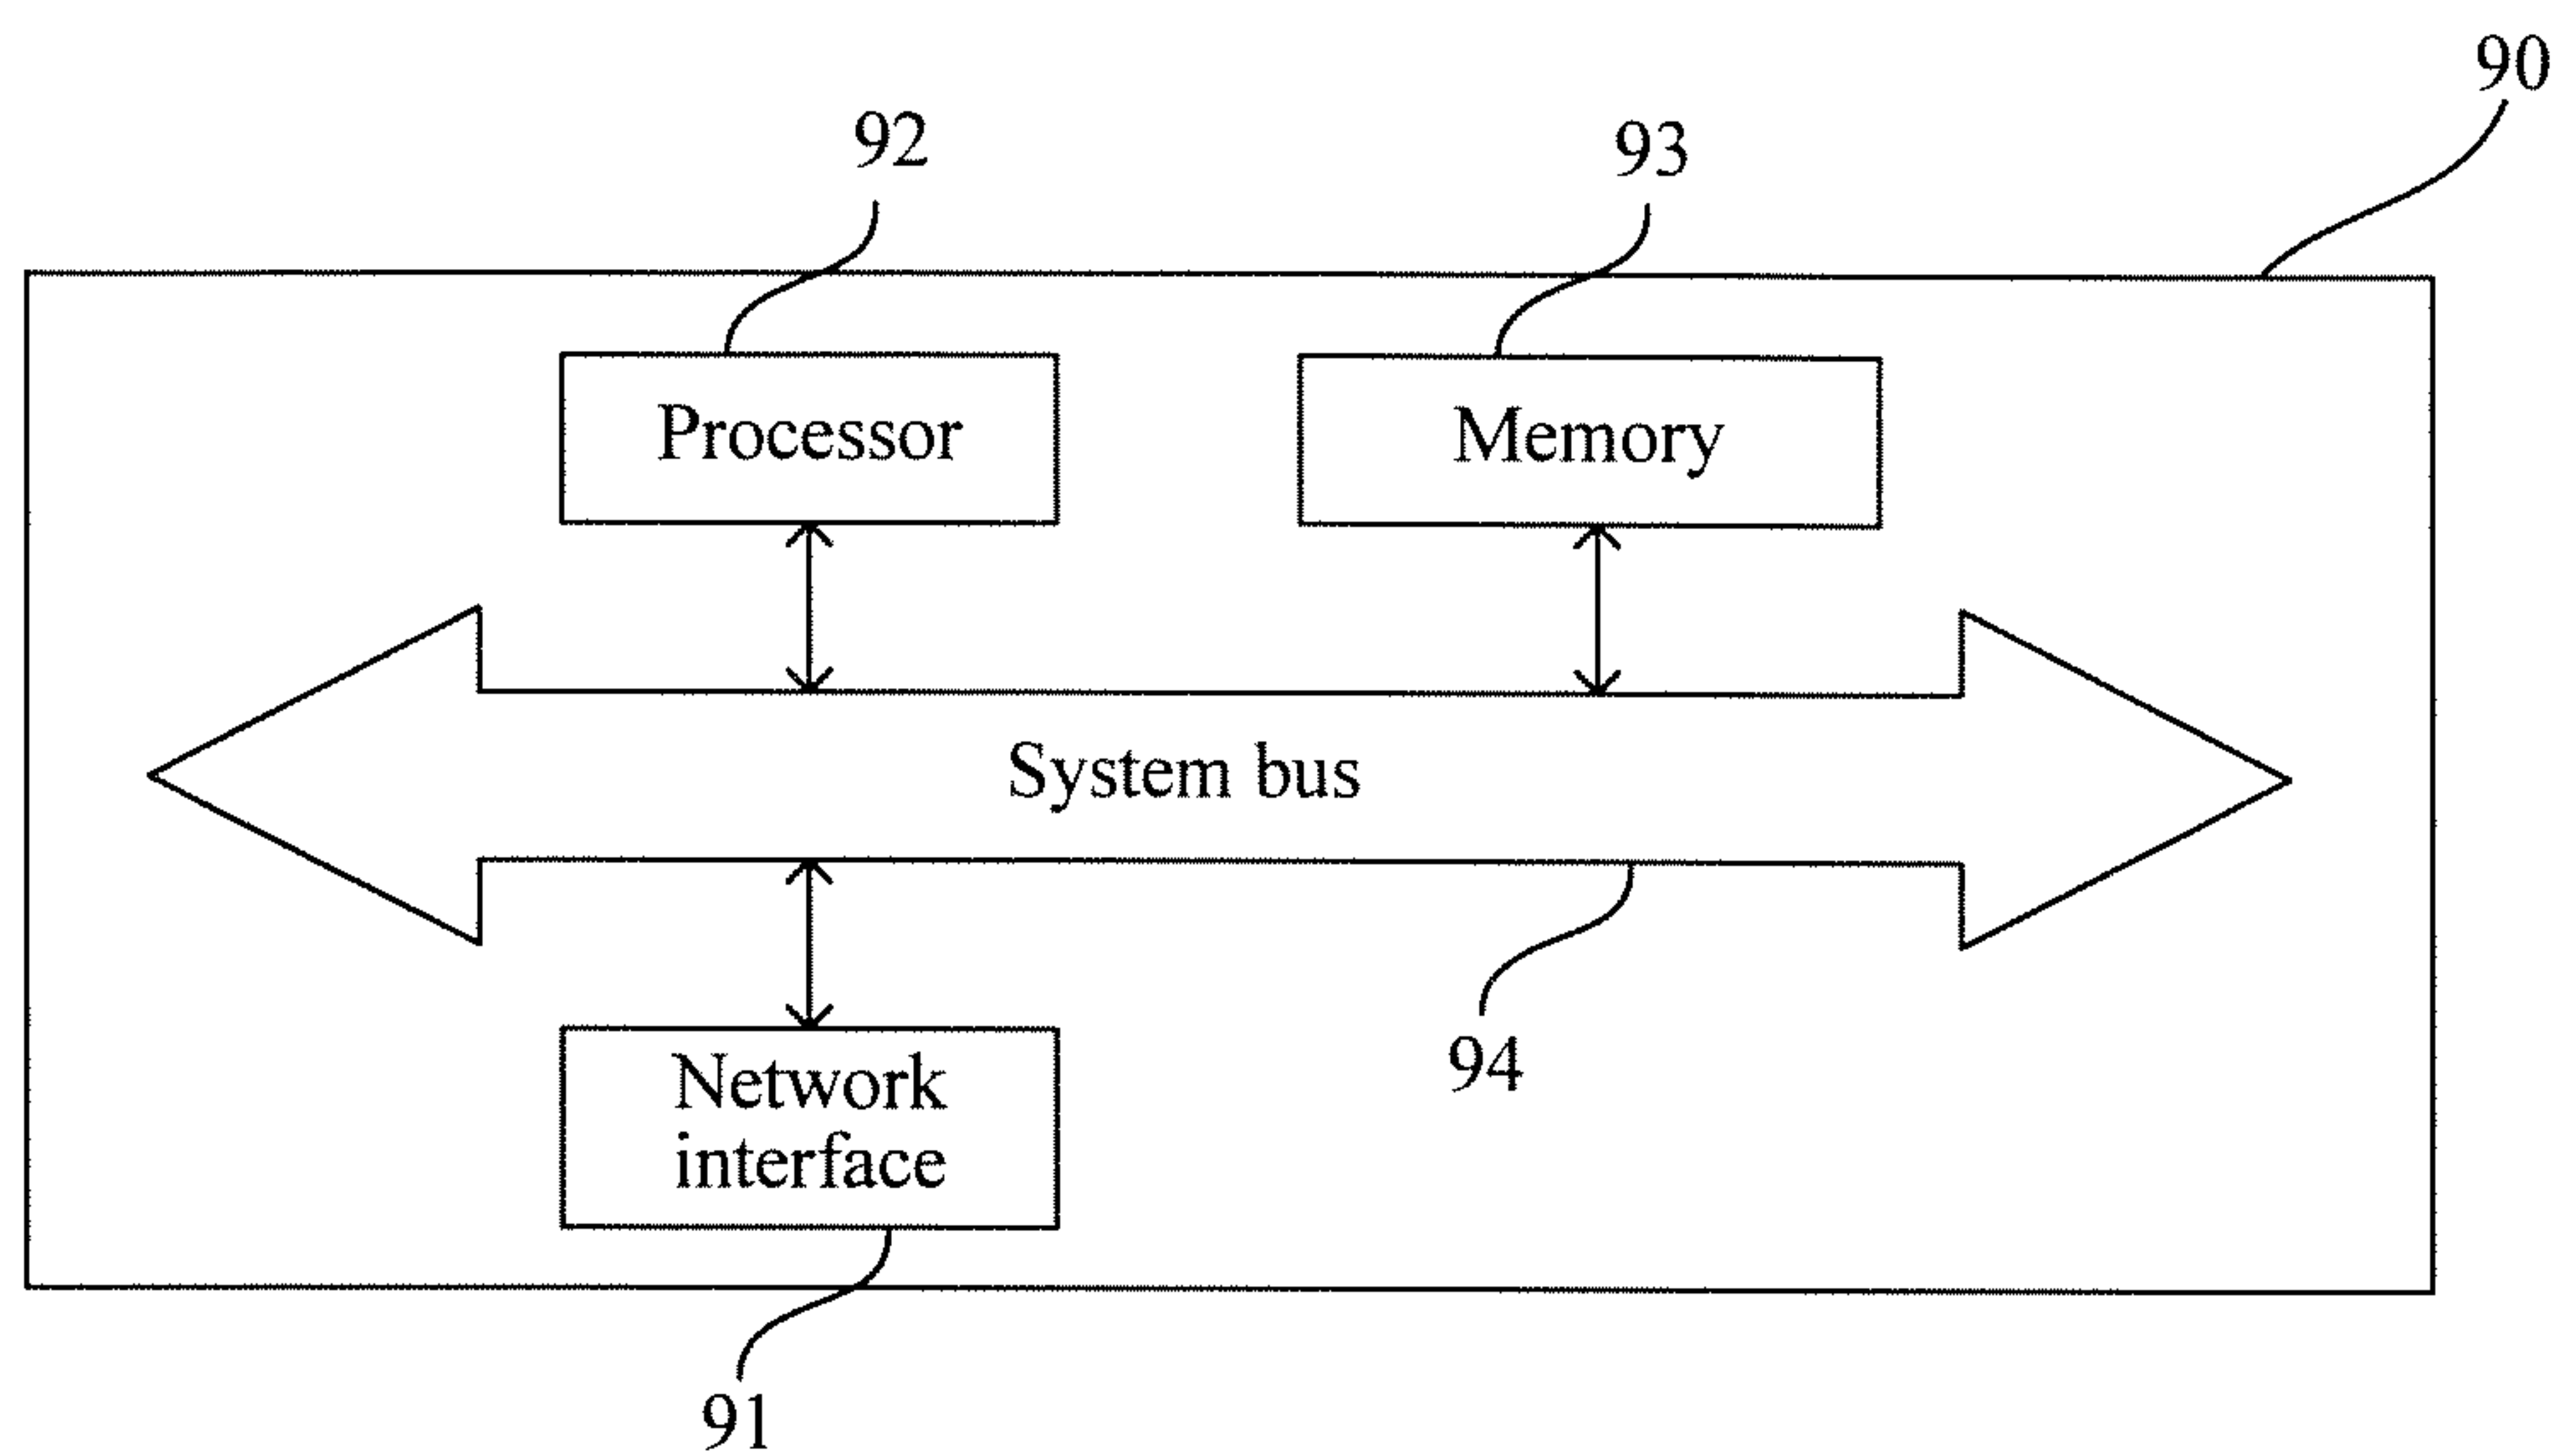 90
92
93
Processor
Memory
System bus
94
Network
interface
91